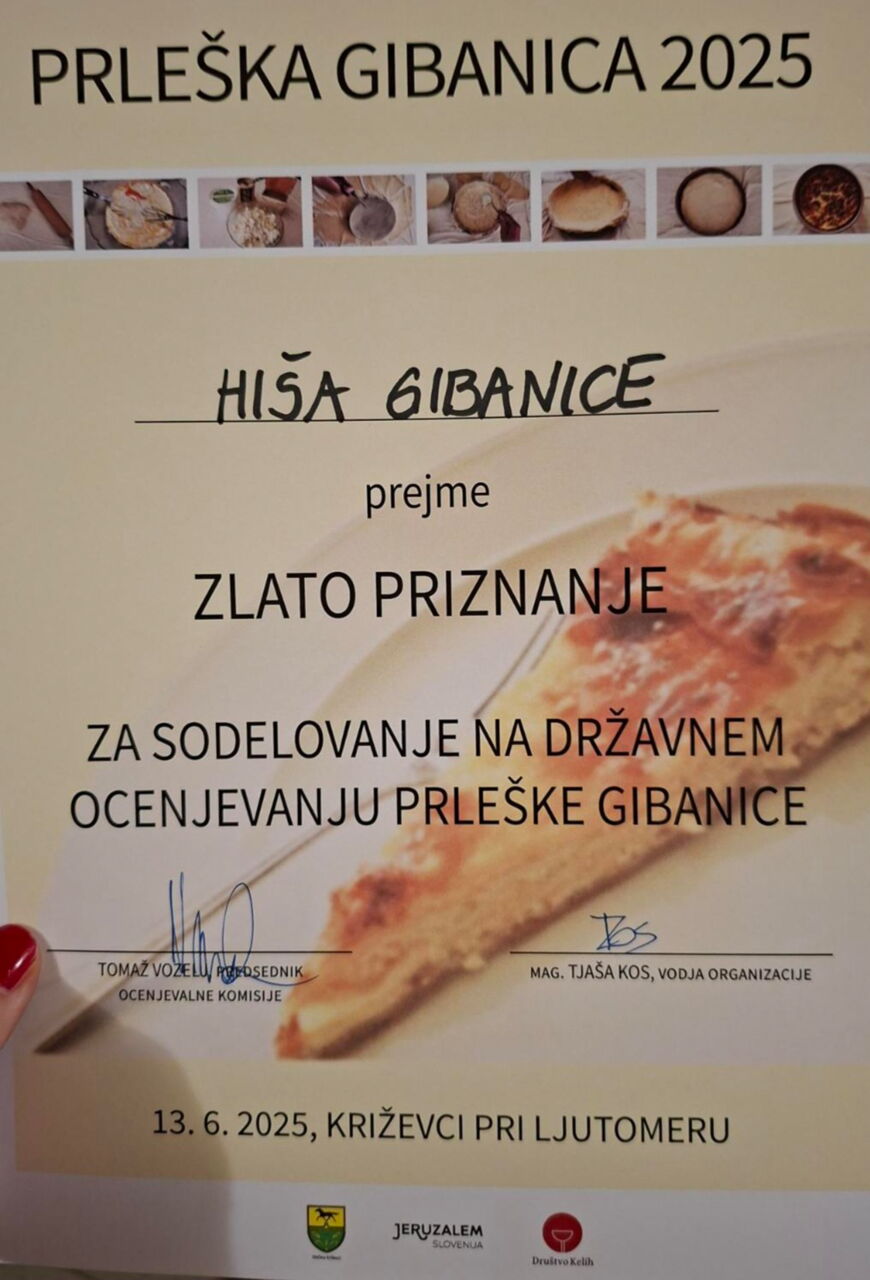 PRLEŠKA GIBANICA 2025
HIŠA GIBANICE
prejme
ZLATO PRIZNANJE
ZA SODELOVANJE NA DRŽAVNEM
OCENJEVANJU PRLEŠKE GIBANICE
Kos
TOMAŽ VOZELJ, PREDSEDNIK
OCENJEVALNE KOMISIJE
MAG. TJAŠA KOS, VODJA ORGANIZACIJE
13. 6. 2025, KRIŽEVCI PRI LJUTOMERU
JERUZALEM
SLOVENIJA
Društvo Kelih